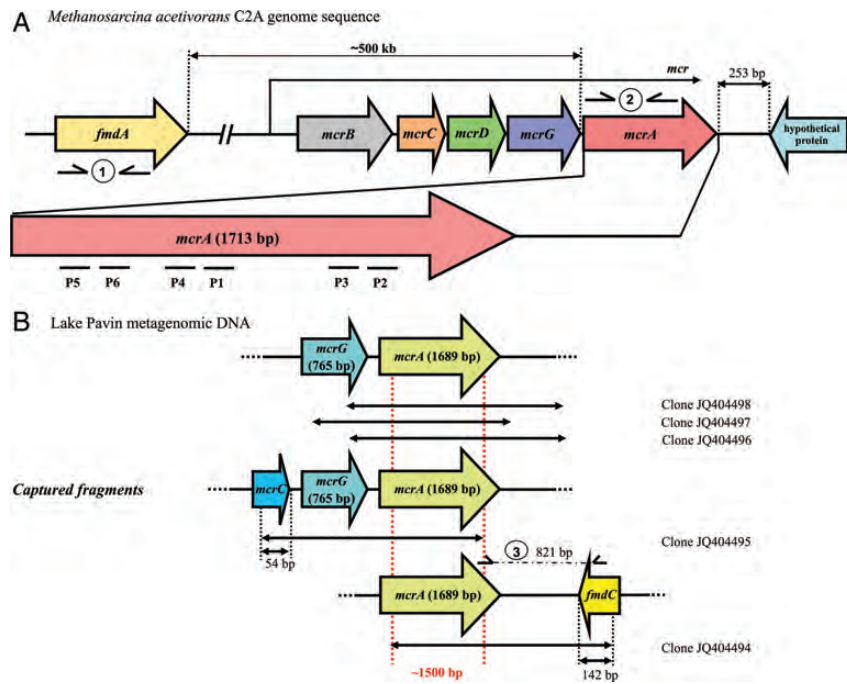 A Methanosarcina acetivorans C2A genome sequence
~500 kb
mcr
253 bp
2
fmdA
mcrB
mcrC
mcrD
mcrG
mcrA
hypothetical
protein
1
mcrA (1713 bp)
P5 P6 P4 P1 P3 P2
B Lake Pavin metagenomic DNA
mcrG
(765 bp)
mcrA (1689 bp)
Clone JQ404498
Clone JQ404497
Clone JQ404496
Captured fragments
mcrC
mcrG
(765 bp)
mcrA (1689 bp)
Clone JQ404495
54 bp
3
821 bp
mcrA (1689 bp)
fmdC
Clone JQ404494
~1500 bp
142 bp